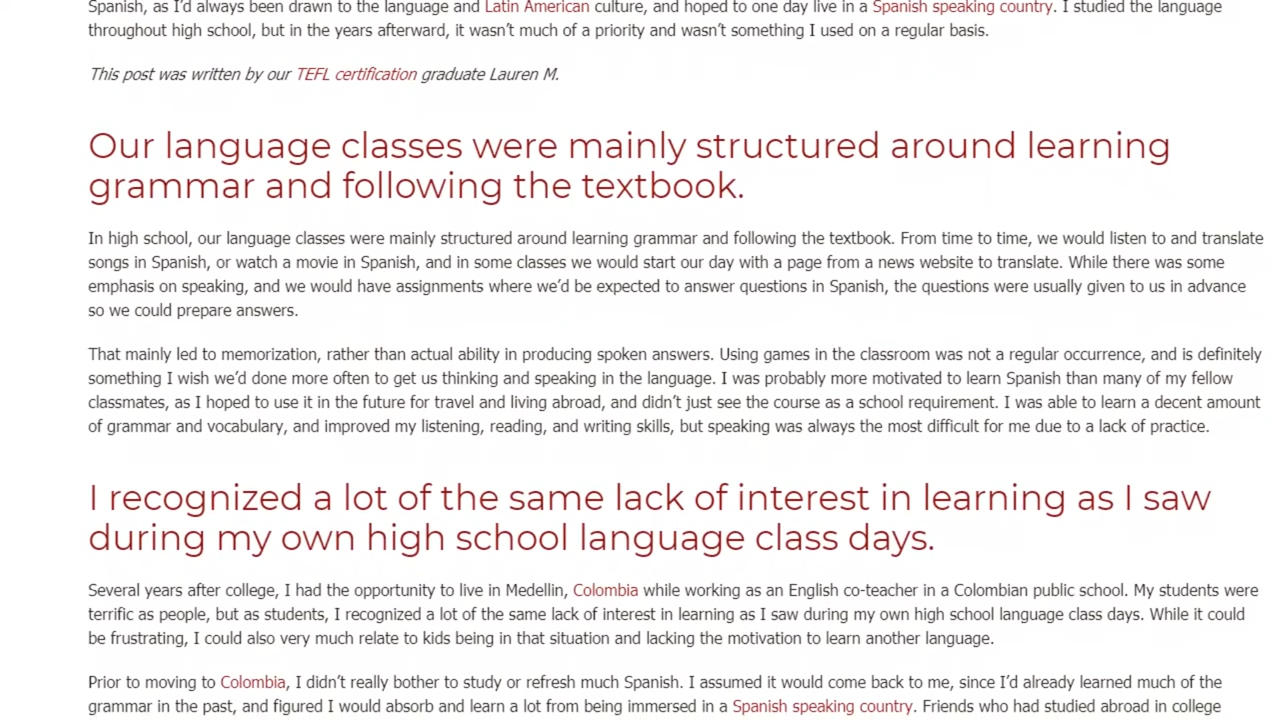 Spanish, as I’d always been drawn to the language and Latin American culture, and hoped to one day live in a Spanish speaking country. I studied the language
throughout high school, but in the years afterward, it wasn’t much of a priority and wasn’t something I used on a regular basis.
This post was written by our TEFL certification graduate Lauren M.
Our language classes were mainly structured around learning
grammar and following the textbook.
In high school, our language classes were mainly structured around learning grammar and following the textbook. From time to time, we would listen to and translate
songs in Spanish, or watch a movie in Spanish, and in some classes we would start our day with a page from a news website to translate. While there was some
emphasis on speaking, and we would have assignments where we’d be expected to answer questions in Spanish, the questions were usually given to us in advance
so we could prepare answers.
That mainly led to memorization, rather than actual ability in producing spoken answers. Using games in the classroom was not a regular occurrence, and is definitely
something I wish we’d done more often to get us thinking and speaking in the language. I was probably more motivated to learn Spanish than many of my fellow
classmates, as I hoped to use it in the future for travel and living abroad, and didn’t just see the course as a school requirement. I was able to learn a decent amount
of grammar and vocabulary, and improved my listening, reading, and writing skills, but speaking was always the most difficult for me due to a lack of practice.
I recognized a lot of the same lack of interest in learning as I saw
during my own high school language class days.
Several years after college, I had the opportunity to live in Medellin, Colombia while working as an English co-teacher in a Colombian public school. My students were
terrific as people, but as students, I recognized a lot of the same lack of interest in learning as I saw during my own high school language class days. While it could
be frustrating, I could also very much relate to kids being in that situation and lacking the motivation to learn another language.
Prior to moving to Colombia, I didn’t really bother to study or refresh much Spanish. I assumed it would come back to me, since I’d already learned much of the
grammar in the past, and figured I would absorb and learn a lot from being immersed in a Spanish speaking country. Friends who had studied abroad in college